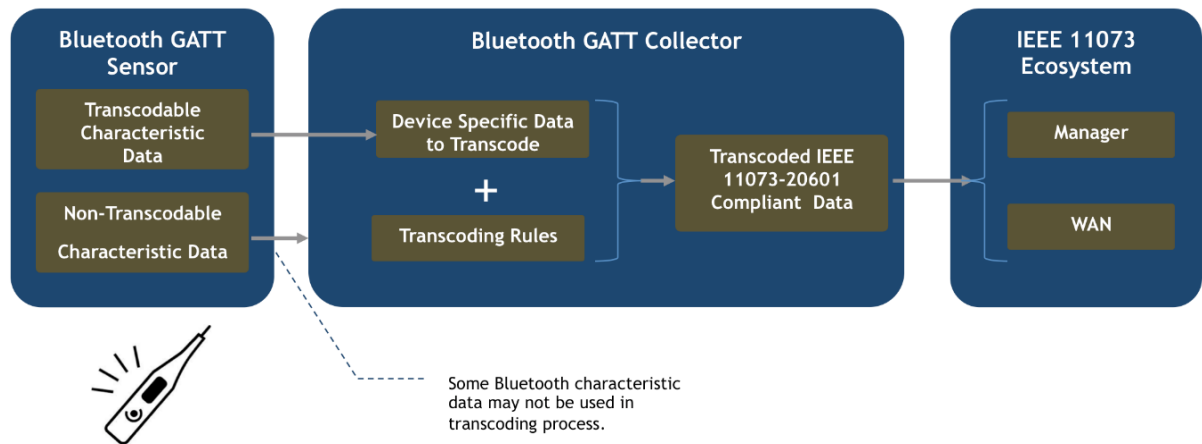 Bluetooth GATT
Sensor
Transcodable
Characteristic
Data
Non-Transcodable
Characteristic Data
Bluetooth GATT Collector
Device Specific Data
to Transcode
+
Transcoding Rules
Transcoded IEEE
11073-20601
Compliant Data
IEEE 11073
Ecosystem
Manager
WAN
Some Bluetooth characteristic
data may not be used in
transcoding process.